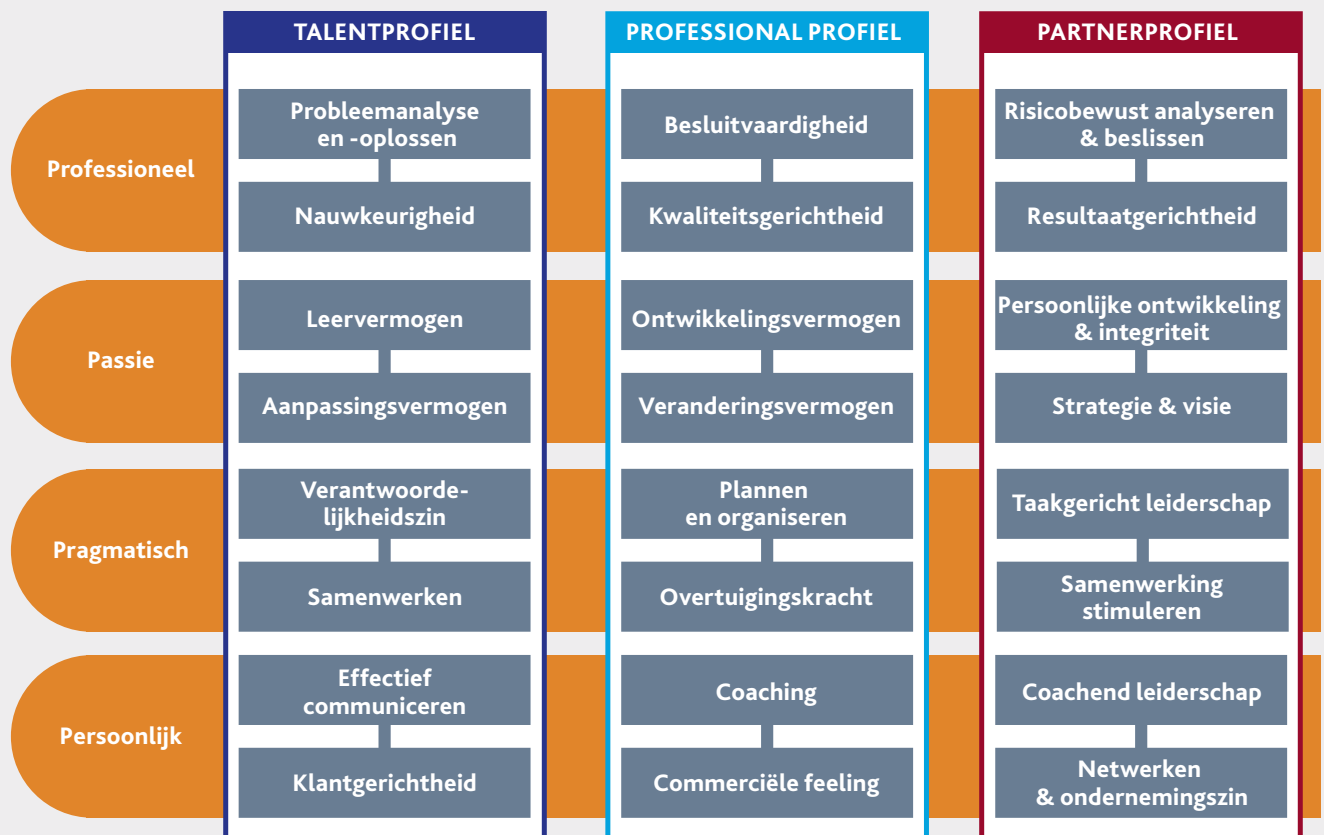 TALENTPROFIEL
PROFESSIONAL PROFIEL
PARTNERPROFIEL
Professioneel
Probleemanalyse
en -oplossen
Besluitvaardigheid
Risicobewust analyseren
& beslissen
Nauwkeurigheid
Kwaliteitsgerichtheid
Resultaatgerichtheid
Passie
Leervermogen
Ontwikkelingsvermogen
Persoonlijke ontwikkeling
& integriteit
Aanpassingsvermogen
Veranderingsvermogen
Strategie & visie
Pragmatisch
Verantwoorde-
lijkheidszin
Plannen
en organiseren
Taakgericht leiderschap
Samenwerken
Overtuigingskracht
Samenwerking
stimuleren
Persoonlijk
Effectief
communiceren
Coaching
Coachend leiderschap
Klantgerichtheid
Commerciële feeling
Netwerken
& ondernemingszin